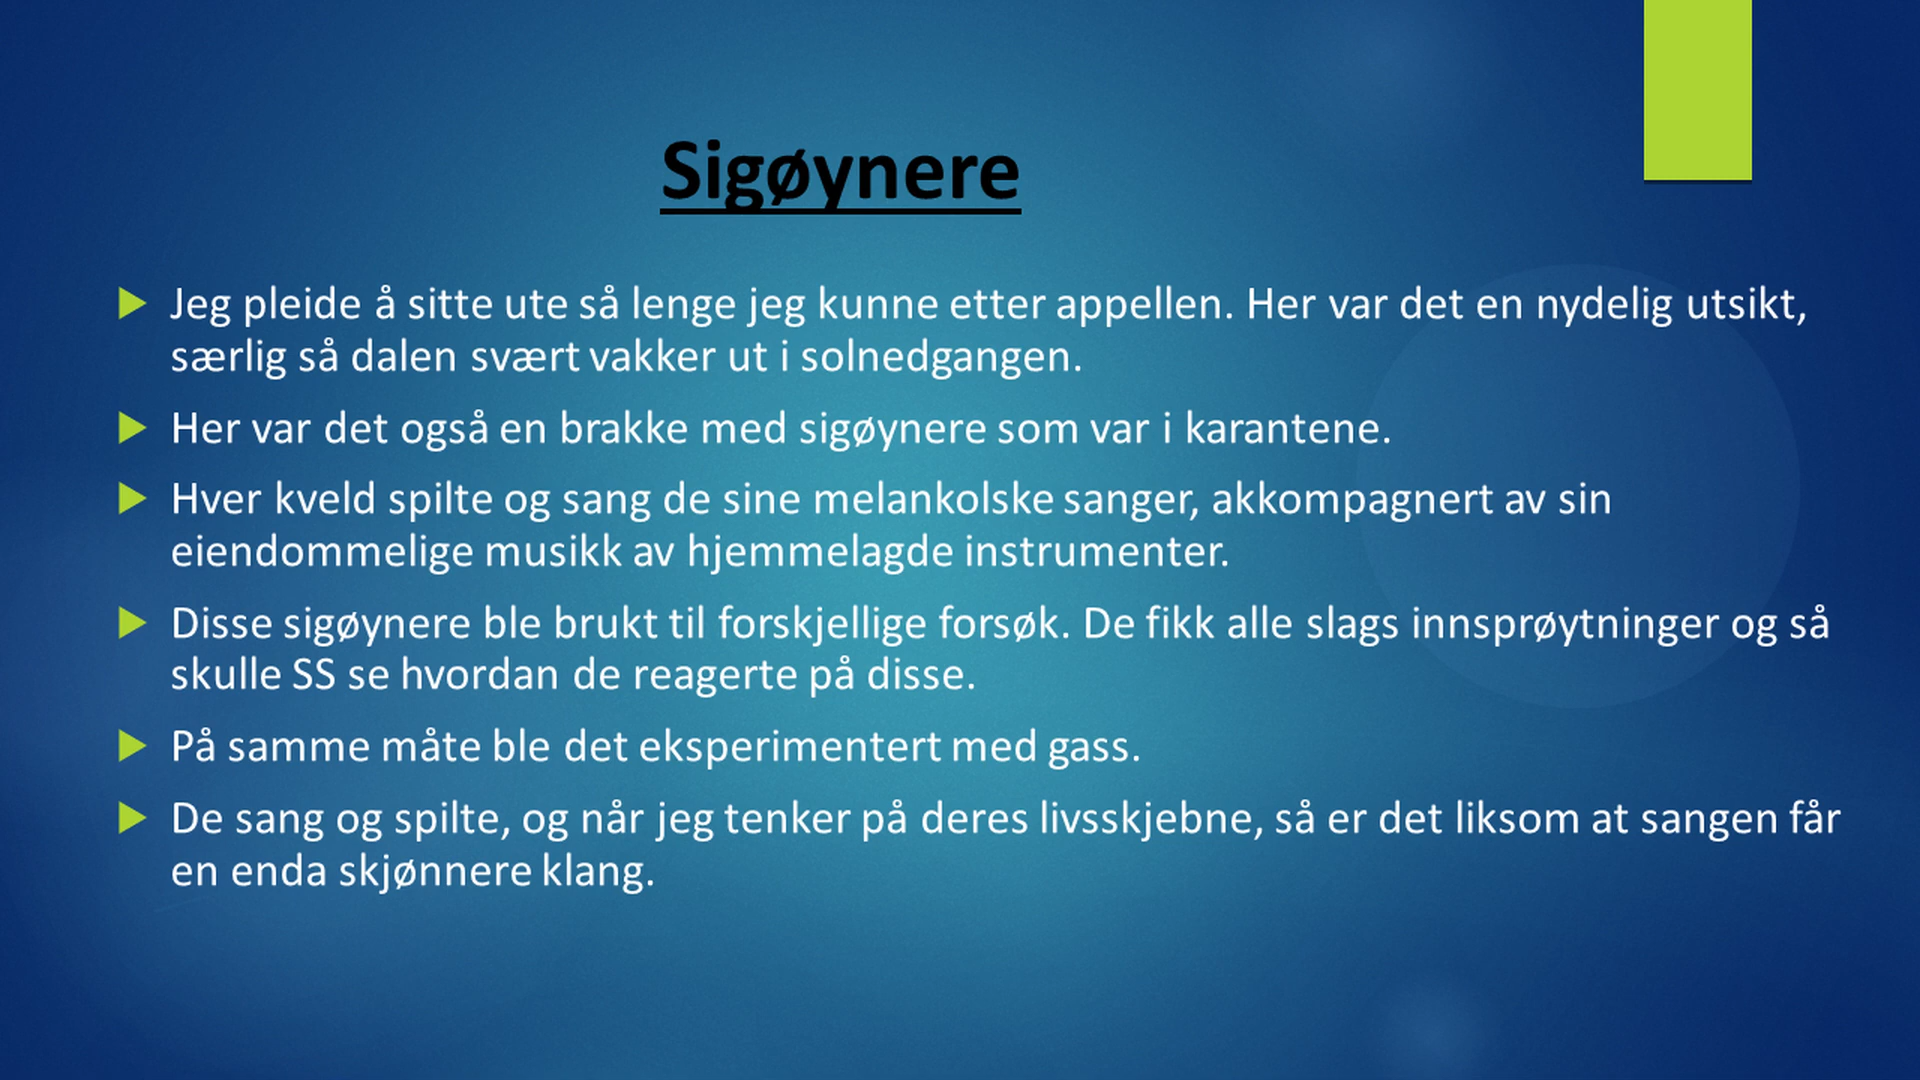 Sigøynere
Jeg pleide å sitte ute så lenge jeg kunne etter appellen. Her var det en nydelig utsikt,
særlig så dalen svært vakker ut i solnedgangen.
Her var det også en brakke med sigøynere som var i karantene.
Hver kveld spilte og sang de sine melankolske sanger, akkompagnert av sin
eiendommelige musikk av hjemmelagde instrumenter.
Disse sigøynere ble brukt til forskjellige forsøk. De fikk alle slags innsprøytninger og så
skulle SS se hvordan de reagerte på disse.
På samme måte ble det eksperimentert med gass.
De sang og spilte, og når jeg tenker på deres livsskjebne, så er det liksom at sangen får
en enda skjønnere klang.